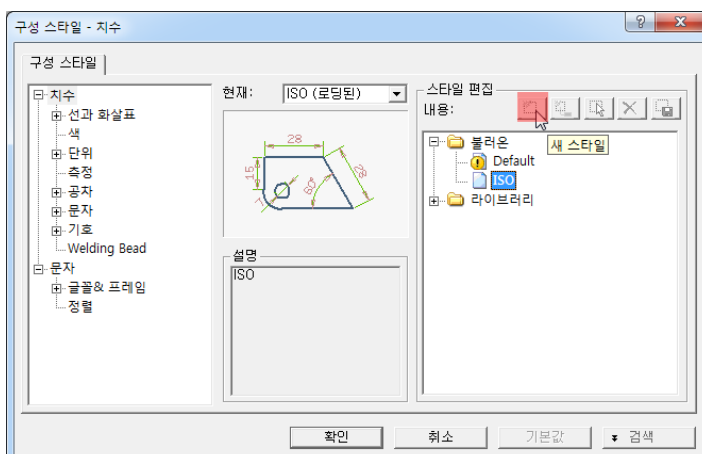 구성 스타일 - 치수
구성 스타일
치수
선과 화살표
색
단위
측정
공차
문자
기호
Welding Bead
문자
글꼴& 프레임
정렬
현재: ISO (로딩된)
28
15
28
60°
7
설명
ISO
스타일 편집
내용:
새 스타일
불러온
Default
ISO
라이브러리
확인
취소
기본값
검색